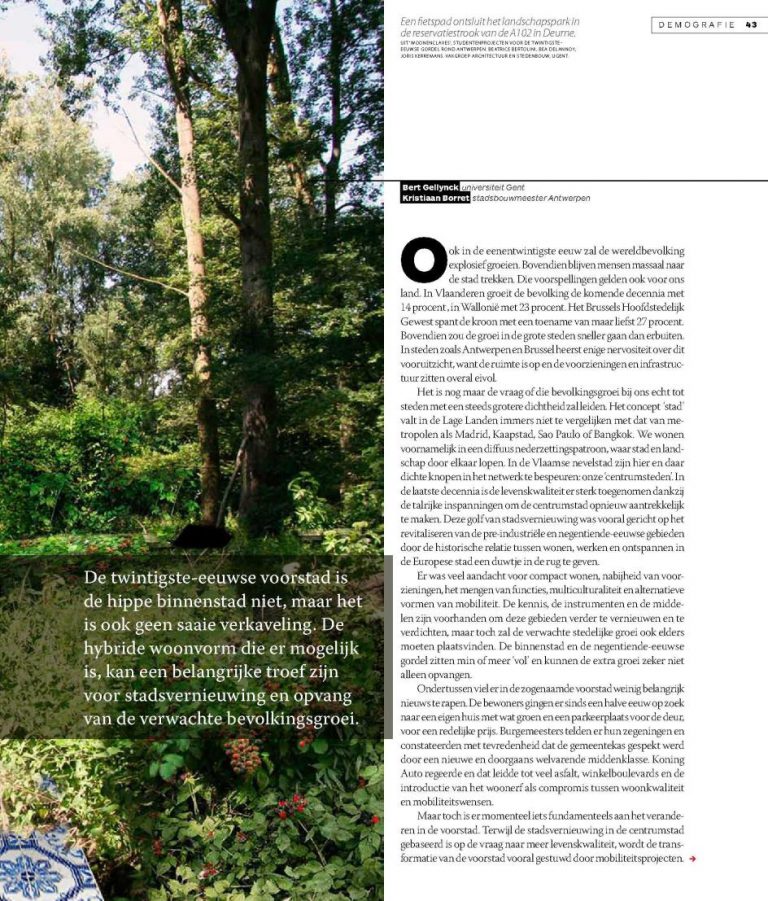 Een fietspad ontsluit het landschapspark in
de reservatiestrook van de A102 in Deurne.
UIT 'WOONENCLAVES', STUDENTENPROJECTEN VOOR DE TWINTIGSTE-
EEUWSE GORDEL ROND ANTWERPEN. BEATRICE BERTOLINI, BEA DELANNOY,
JORIS KERREMANS. VAKGROEP ARCHITECTUUR EN STEDENBOUW, UGENT.
DEMOGRAFIE 43
Bert Gellynck universiteit Gent
Kristiaan Borret stadsbouwmeester Antwerpen
Ook in de eenentwintigste eeuw zal de wereldbevolking
explosief groeien. Bovendien blijven mensen massaal naar
de stad trekken. Die voorspellingen gelden ook voor ons
land. In Vlaanderen groeit de bevolking de komende decennia met
14 procent, in Wallonië met 23 procent. Het Brussels Hoofdstedelijk
Gewest spant de kroon met een toename van maar liefst 27 procent.
Bovendien zou de groei in de grote steden sneller gaan dan erbuiten.
In steden zoals Antwerpen en Brussel heerst enige nervositeit over dit
vooruitzicht, want de ruimte is op en de voorzieningen en infrastruc-
tuur zitten overal eivol.
Het is nog maar de vraag of die bevolkingsgroei bij ons echt tot
steden met een steeds grotere dichtheid zal leiden. Het concept 'stad'
valt in de Lage Landen immers niet te vergelijken met dat van me-
tropolen als Madrid, Kaapstad, Sao Paulo of Bangkok. We wonen
voornamelijk in een diffuus nederzettingspatroon, waar stad en land-
schap door elkaar lopen. In de Vlaamse nevelstad zijn hier en daar
dichte knopen in het netwerk te bespeuren: onze 'centrumsteden'. In
de laatste decennia is de levenskwaliteit er sterk toegenomen dankzij
de talrijke inspanningen om de centrumstad opnieuw aantrekkelijk
te maken. Deze golf van stadsvernieuwing was vooral gericht op het
revitaliseren van de pre-industriële en negentiende-eeuwse gebieden
door de historische relatie tussen wonen, werken en ontspannen in
de Europese stad een duwtje in de rug te geven.
Er was veel aandacht voor compact wonen, nabijheid van voor-
zieningen, het mengen van functies, multiculturaliteit en alternatieve
vormen van mobiliteit. De kennis, de instrumenten en de midde-
len zijn voorhanden om deze gebieden verder te vernieuwen en te
verdichten, maar toch zal de verwachte stedelijke groei ook elders
moeten plaatsvinden. De binnenstad en de negentiende-eeuwse
gordel zitten min of meer 'vol' en kunnen de extra groei zeker niet
alleen opvangen.
Ondertussen viel er in de zogenaamde voorstad weinig belangrijk
nieuws te rapen. De bewoners gingen er sinds een halve eeuw op zoek
naar een eigen huis met wat groen en een parkeerplaats voor de deur,
voor een redelijke prijs. Burgemeesters telden er hun zegeningen en
constateerden met tevredenheid dat de gemeentekas gespekt werd
door een nieuwe en doorgaans welvarende middenklasse. Koning
Auto regeerde en dat leidde tot veel asfalt, winkelboulevards en de
introductie van het woonerf als compromis tussen woonkwaliteit
en mobiliteitswensen.
Maar toch is er momenteel iets fundamenteels aan het verande-
ren in de voorstad. Terwijl de stadsvernieuwing in de centrumstad
gebaseerd is op de vraag naar meer levenskwaliteit, wordt de trans-
formatie van de voorstad vooral gestuwd door mobiliteitsprojecten. →
De twintigste-eeuwse voorstad is
de hippe binnenstad niet, maar het
is ook geen saaie verkaveling. De
hybride woonvorm die er mogelijk
is, kan een belangrijke troef zijn
voor stadsvernieuwing en opvang
van de verwachte bevolkingsgroei.